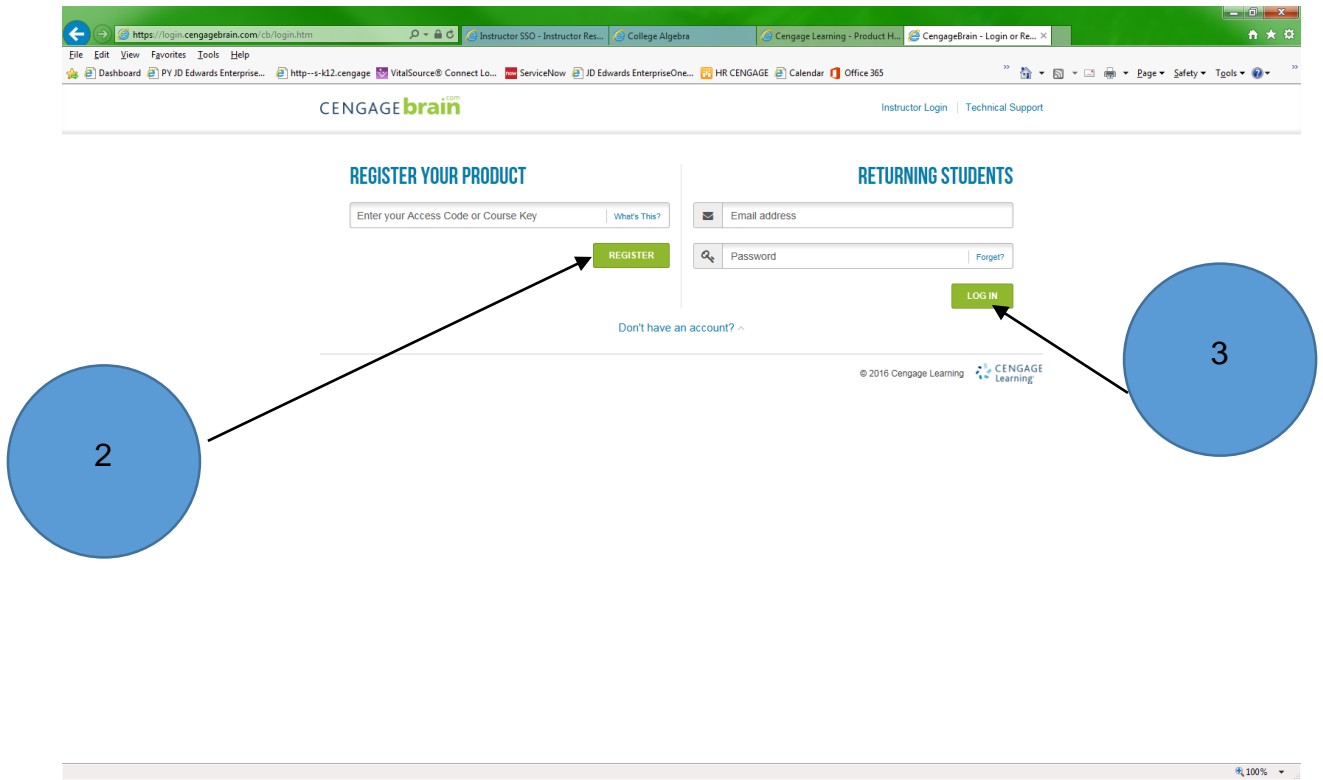 https://login.cengagebrain.com/cb/login.htm
Instructor SSO - Instructor Res...
College Algebra
Cengage Learning - Product H...
CengageBrain - Login or Re...
File Edit View Favorites Tools Help
Dashboard PY JD Edwards Enterprise... http--s-k12.cengage VitalSource® Connect Lo... now ServiceNow JD Edwards EnterpriseOne... HR CENGAGE Calendar Office 365 Page Safety Tools
CENGAGEbrain.com
Instructor Login | Technical Support
REGISTER YOUR PRODUCT
RETURNING STUDENTS
Enter your Access Code or Course Key What's This?
Email address
REGISTER
Password Forget?
LOG IN
Don't have an account?
3
© 2016 Cengage Learning CENGAGE Learning
2
100%